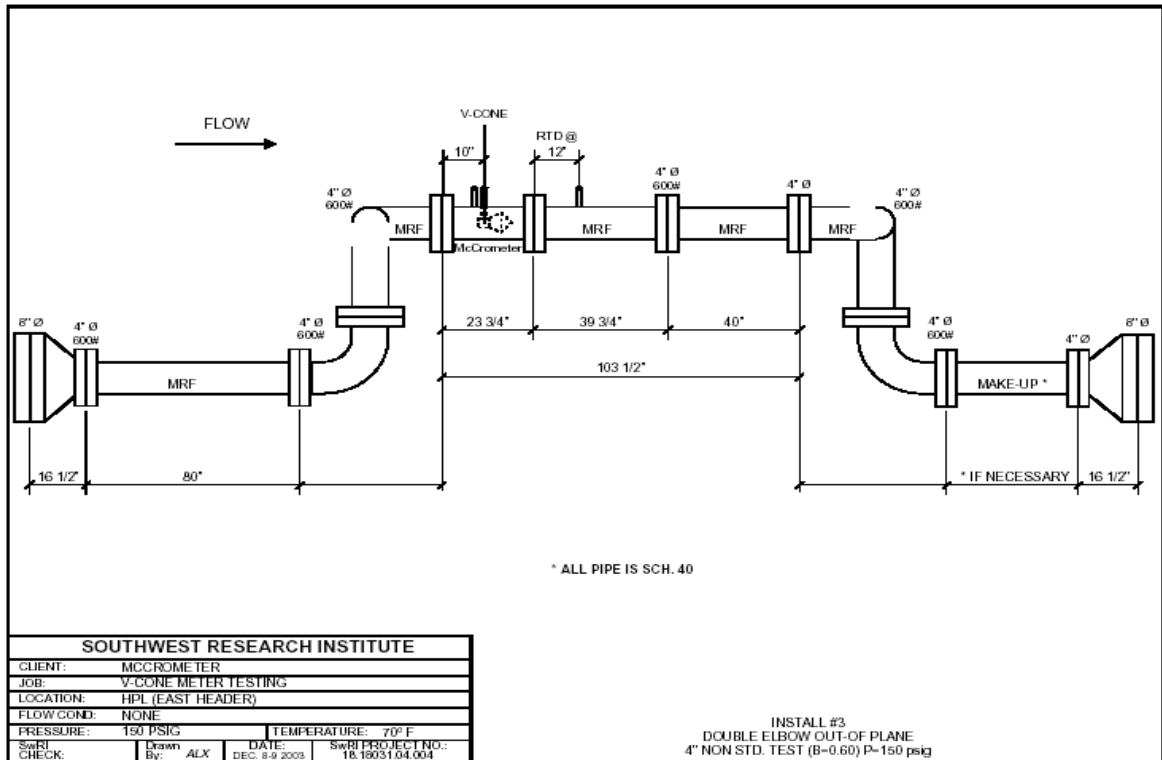 V-CONE
FLOW
RTD @
10" 12"
4" Ø
600#
4" Ø
600#
4" Ø
4" Ø
600#
MRF
MRF
MRF
MRF
McCrometer
8" Ø
4" Ø
600#
4" Ø
600#
23 3/4" 39 3/4" 40"
4" Ø
600#
4" Ø
8" Ø
103 1/2"
MRF
MAKE-UP *
16 1/2" 80" * IF NECESSARY 16 1/2"
* ALL PIPE IS SCH. 40
SOUTHWEST RESEARCH INSTITUTE
CLIENT: MCCROMETER
JOB: V-CONE METER TESTING
LOCATION: HPL (EAST HEADER)
FLOW COND: NONE
PRESSURE: 150 PSIG TEMPERATURE: 70° F
SwRI CHECK: Drawn By: ALX DATE: DEC. 8-9 2003 SwRI PROJECT NO.: 18.18031.04.004
INSTALL #3
DOUBLE ELBOW OUT-OF PLANE
4" NON STD. TEST (B=0.60) P=150 psig